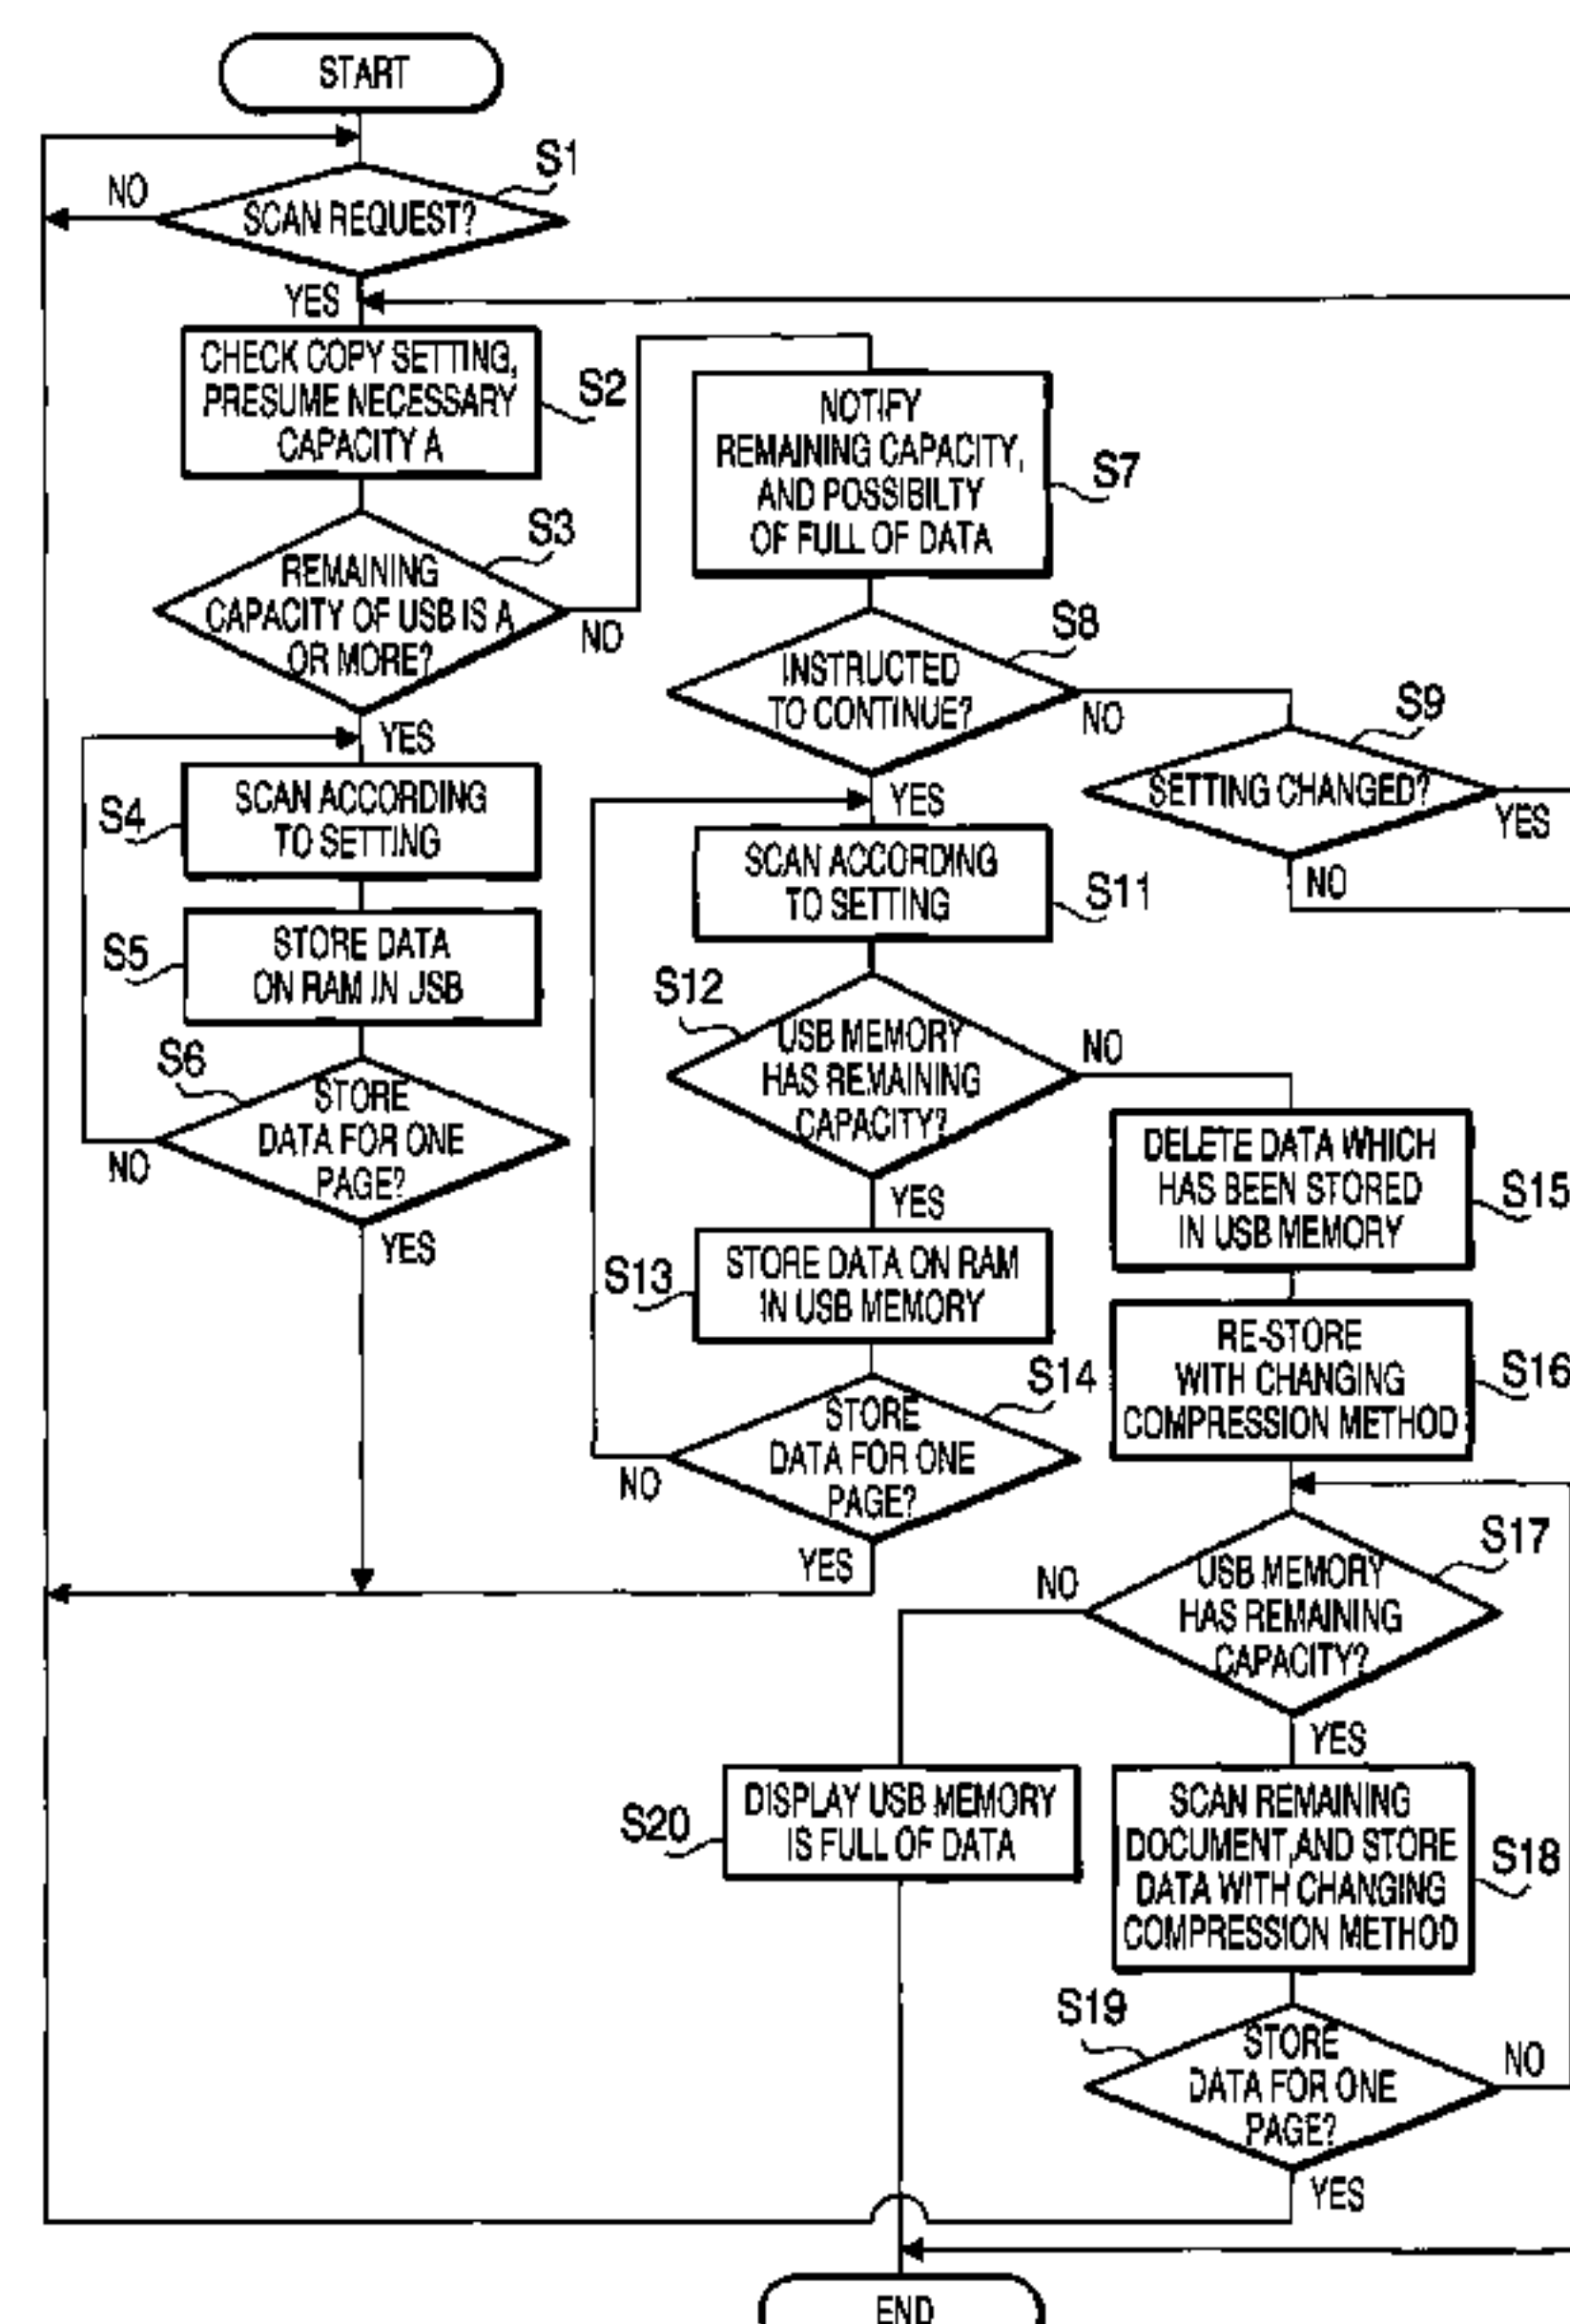 START
S1
NO
SCAN REQUEST?
YES
CHECK COPY SETTING,
PRESUME NECESSARY
CAPACITY A
S2
S3
REMAINING
CAPACITY OF USB IS A
OR MORE?
NO
YES
S4
SCAN ACCORDING
TO SETTING
S5
STORE DATA
ON RAM IN USB
S6
STORE
DATA FOR ONE
PAGE?
NO
YES
NOTIFY
REMAINING CAPACITY,
AND POSSIBILTY
OF FULL OF DATA
S7
S8
INSTRUCTED
TO CONTINUE?
NO
YES
S9
SETTING CHANGED?
YES
NO
SCAN ACCORDING
TO SETTING
S11
S12
USB MEMORY
HAS REMAINING
CAPACITY?
NO
YES
S13
STORE DATA ON RAM
IN USB MEMORY
S14
STORE
DATA FOR ONE
PAGE?
NO
YES
DELETE DATA WHICH
HAS BEEN STORED
IN USB MEMORY
S15
RE-STORE
WITH CHANGING
COMPRESSION METHOD
S16
S17
USB MEMORY
HAS REMAINING
CAPACITY?
NO
YES
S20
DISPLAY USB MEMORY
IS FULL OF DATA
SCAN REMAINING
DOCUMENT,AND STORE
DATA WITH CHANGING
COMPRESSION METHOD
S18
S19
STORE
DATA FOR ONE
PAGE?
NO
YES
END